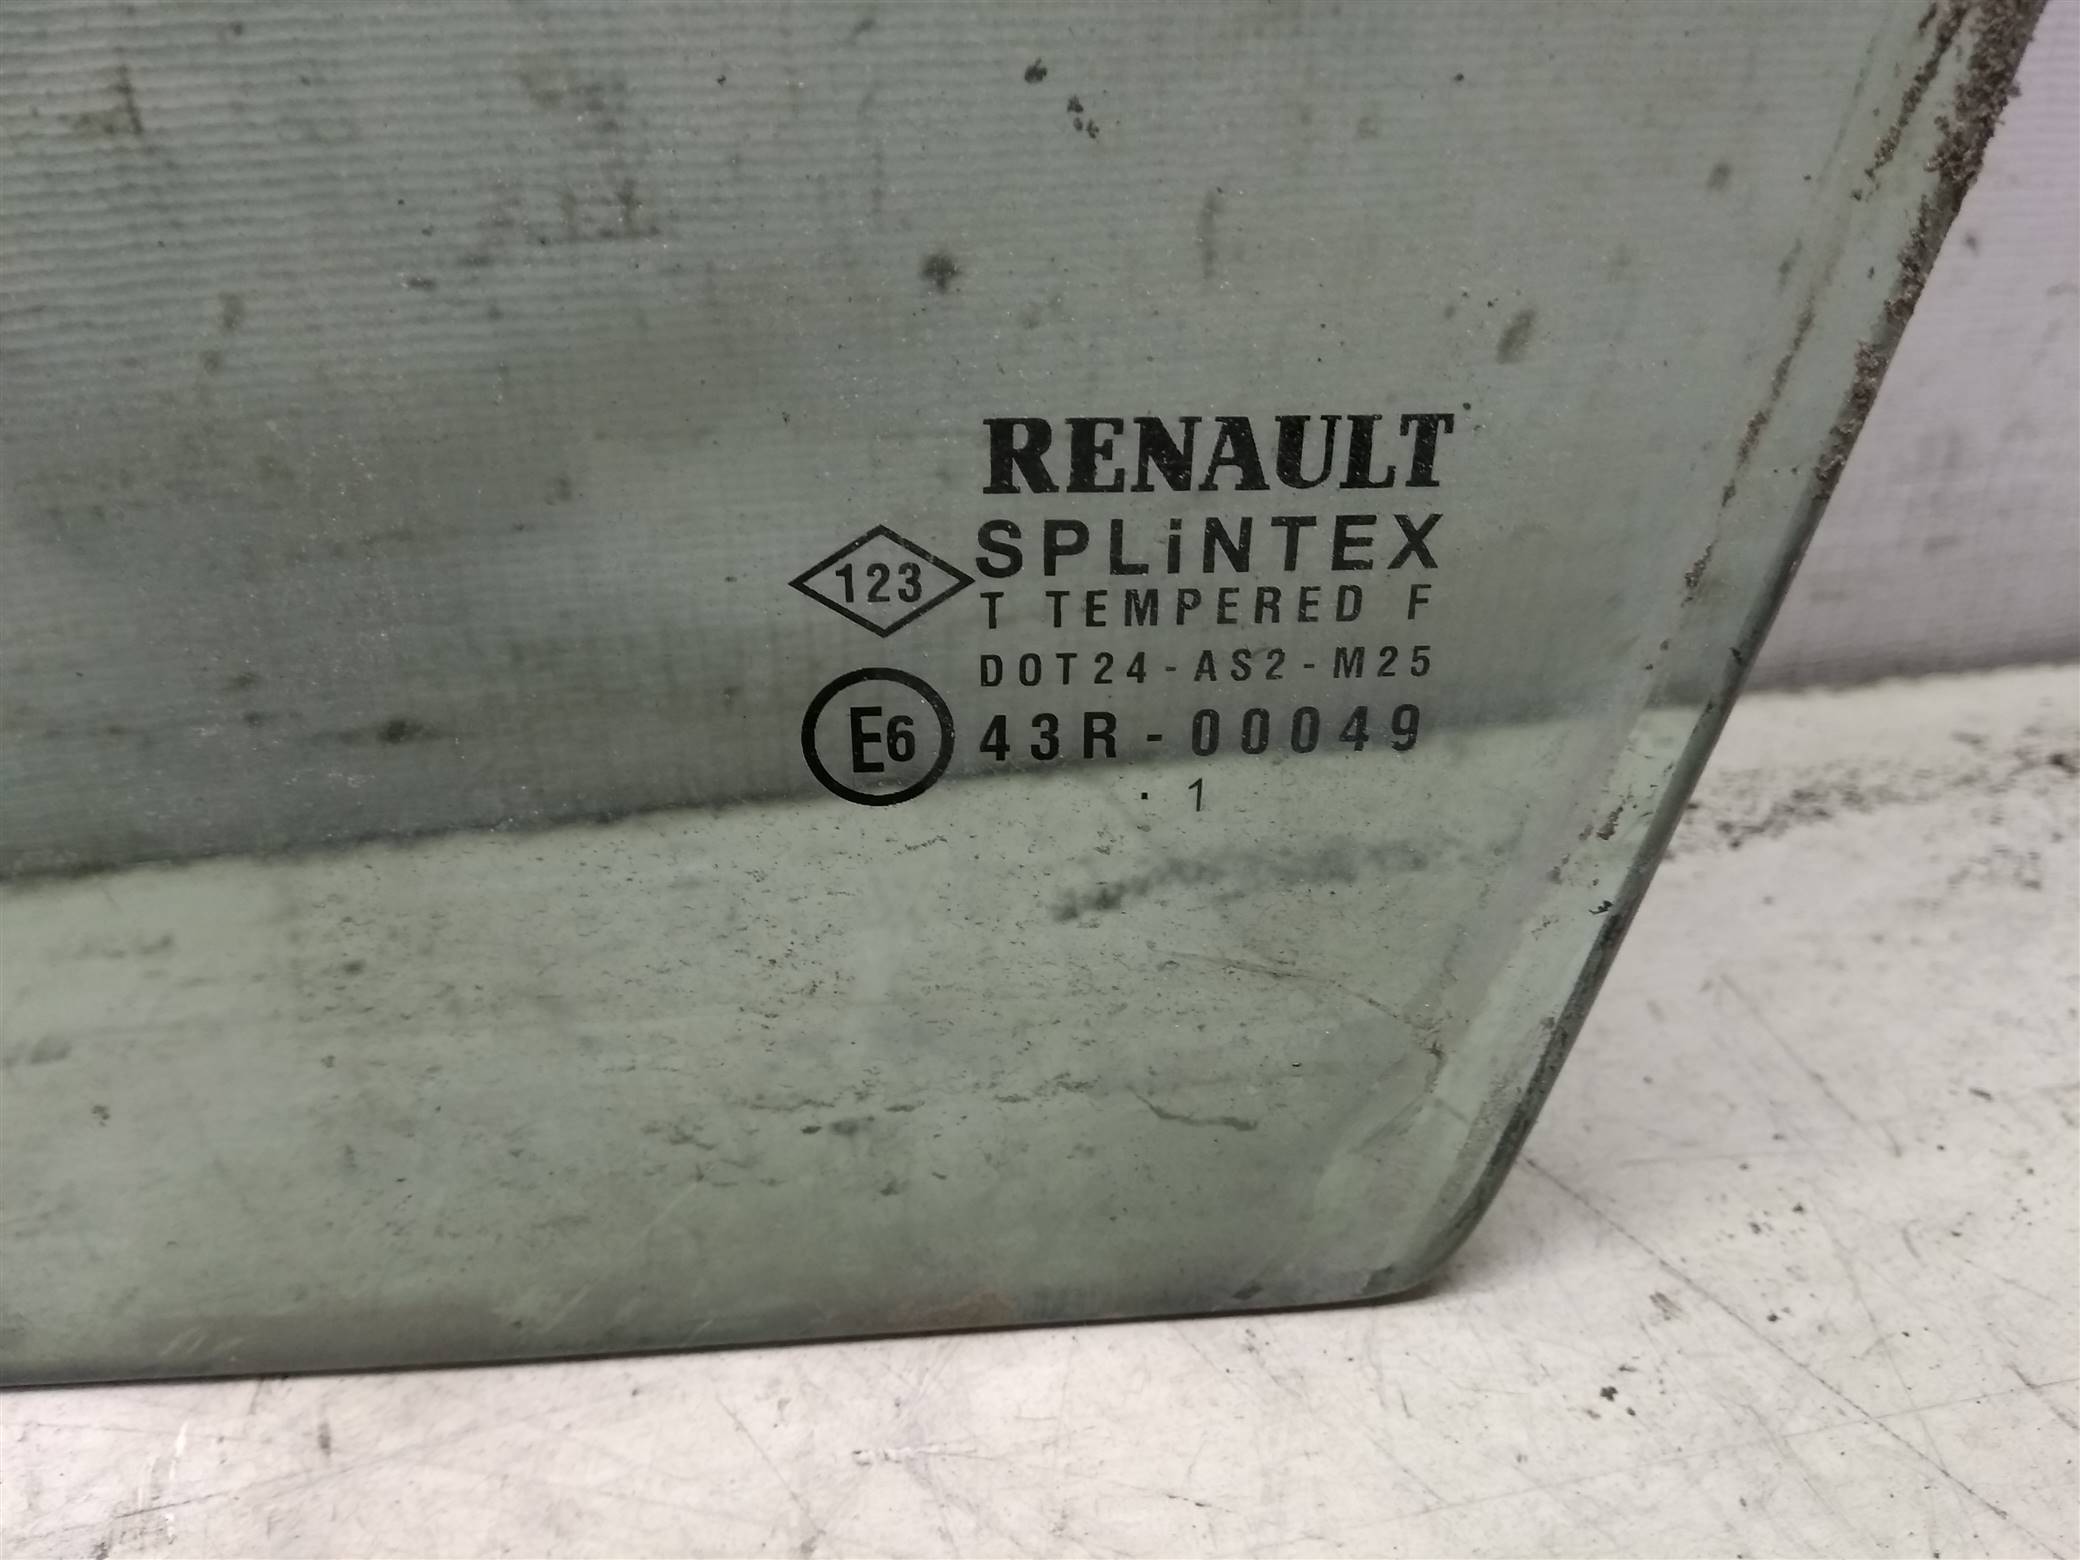 RENAULT
SPLiNTEX
123
T TEMPERED F
DOT24-AS2-M25
E6 43R-00049
. 1